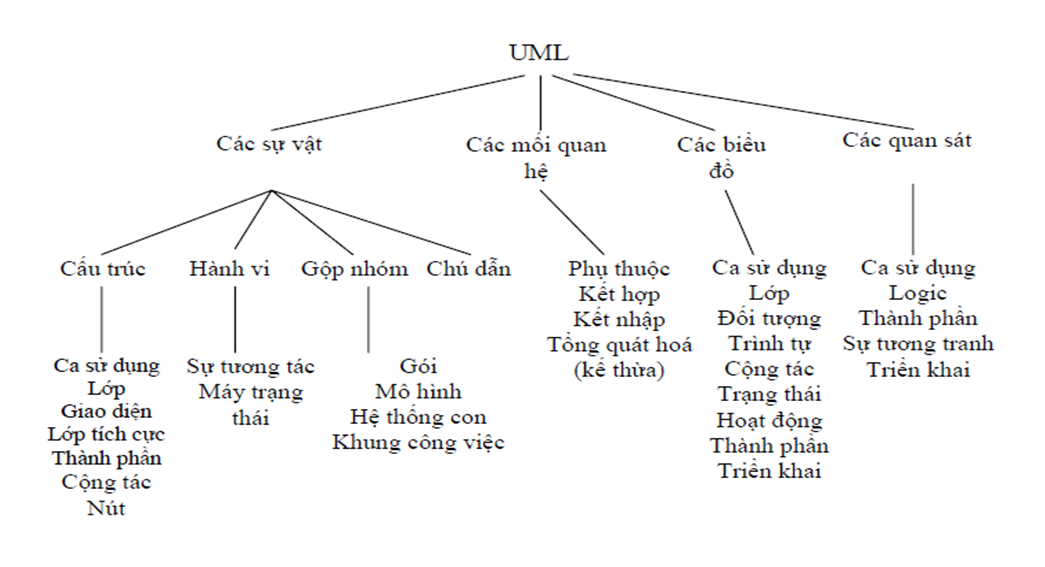 UML
Các sự vật
Các mối quan
hệ
Các biểu
đồ
Các quan sát
Cấu trúc
Hành vi
Gộp nhóm
Chú dẫn
Ca sử dụng
Lớp
Giao diện
Lớp tích cực
Thành phần
Cộng tác
Nút
Sự tương tác
Máy trạng
thái
Gói
Mô hình
Hệ thống con
Khung công việc
Phụ thuộc
Kết hợp
Kết nhập
Tổng quát hoá
(kế thừa)
Ca sử dụng
Lớp
Đối tượng
Trình tự
Cộng tác
Trạng thái
Hoạt động
Thành phần
Triển khai
Ca sử dụng
Logic
Thành phần
Sự tương tranh
Triển khai